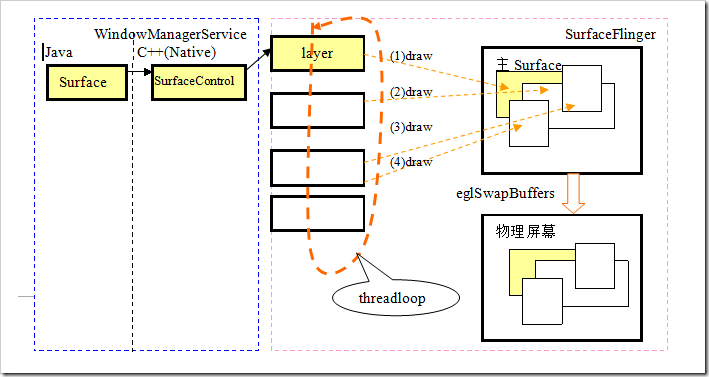 WindowManagerService
SurfaceFlinger
Java
C++(Native)
Surface
SurfaceControl
layer
(1)draw
(2)draw
(3)draw
(4)draw
主 Surface
eglSwapBuffers
物理屏幕
threadloop